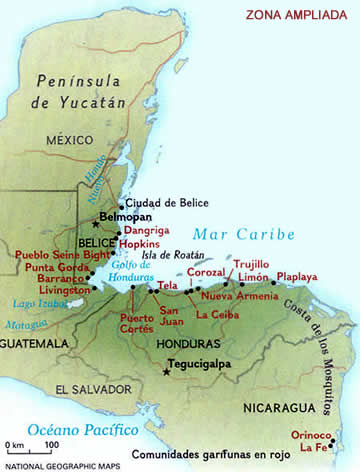 ZONA AMPLIADA
Península
de Yucatán
MÉXICO
Hondo
Nuevo
Ciudad de Belice
Belmopan
Dangriga
BELICE
Hopkins
Mar Caribe
Pueblo Seine Bight
Isla de Roatán
Punta Gorda
Golfo de
Honduras
Barranco
Livingston
Corozal
Trujillo
Limón
Plaplaya
Lago Izabal
Tela
Nueva Armenia
Motagua
Puerto
Cortés
San
Juan
La Ceiba
Costa de los Mosquitos
GUATEMALA
HONDURAS
Tegucigalpa
EL SALVADOR
NICARAGUA
Océano Pacífico
Orinoco
La Fe
0 km
100
Comunidades garífunas en rojo
NATIONAL GEOGRAPHIC MAPS